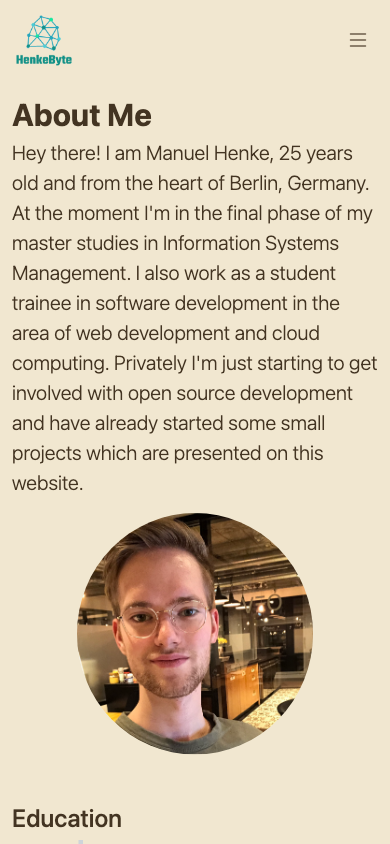 HenkeByte
About Me
Hey there! I am Manuel Henke, 25 years
old and from the heart of Berlin, Germany.
At the moment I'm in the final phase of my
master studies in Information Systems
Management. I also work as a student
trainee in software development in the
area of web development and cloud
computing. Privately I'm just starting to get
involved with open source development
and have already started some small
projects which are presented on this
website.
Education